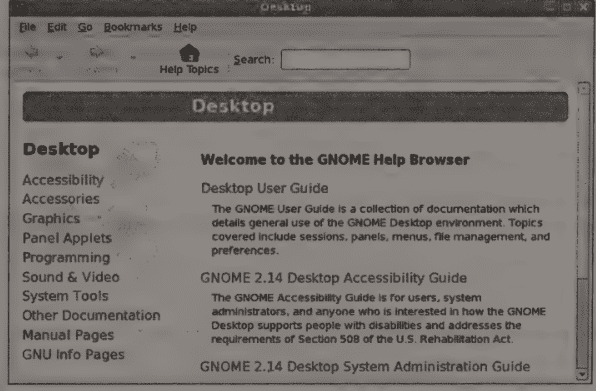 Desktop
File Edit Go Bookmarks Help
Help Topics Search:
Desktop
Desktop
Accessibility
Accessories
Graphics
Panel Applets
Programming
Sound & Video
System Tools
Other Documentation
Manual Pages
GNU Info Pages
Welcome to the GNOME Help Browser
Desktop User Guide
The GNOME User Guide is a collection of documentation which
details general use of the GNOME Desktop environment. Topics
covered include sessions, panels, menus, file management, and
preferences.
GNOME 2.14 Desktop Accessibility Guide
The GNOME Accessibility Guide is for users, system
administrators, and anyone who is interested in how the GNOME
Desktop supports people with disabilities and addresses the
requirements of Section 508 of the U.S. Rehabilitation Act.
GNOME 2.14 Desktop System Administration Guide